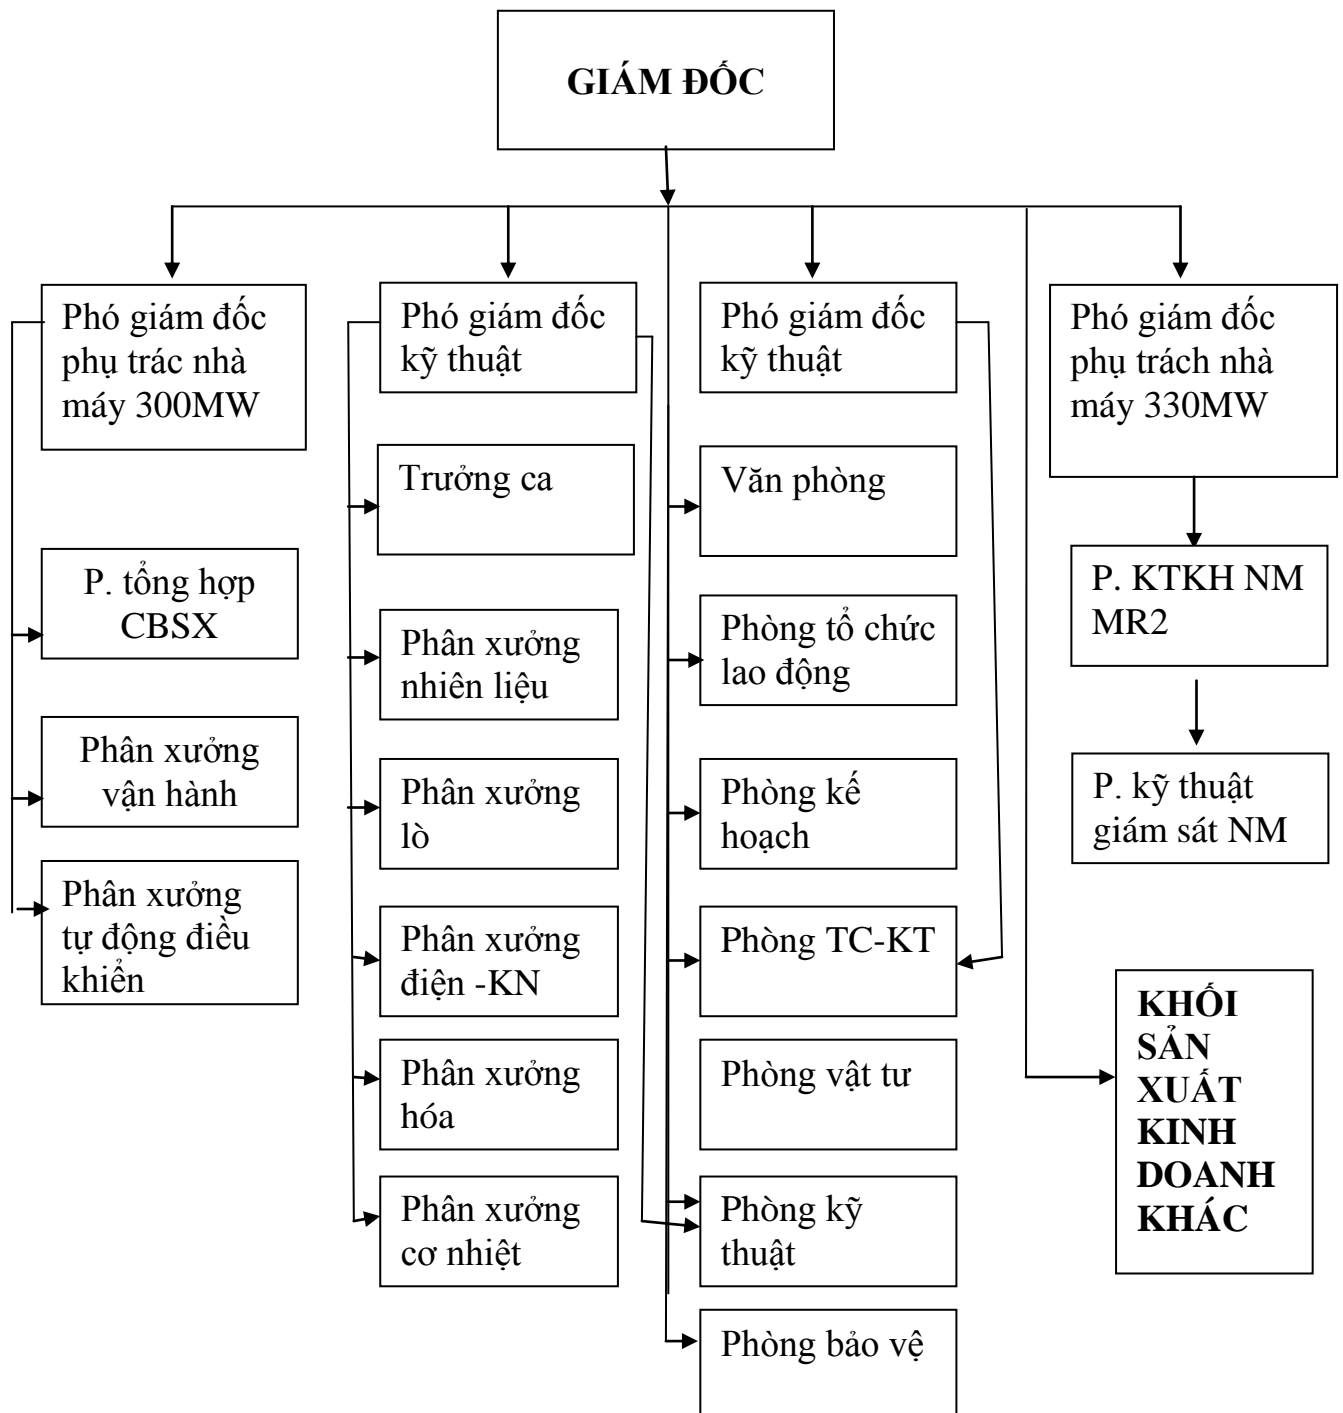 GIÁM ĐỐC
Phó giám đốc
phụ trác nhà
máy 300MW
Phó giám đốc
kỹ thuật
Phó giám đốc
kỹ thuật
Phó giám đốc
phụ trách nhà
máy 330MW
P. tổng hợp
CBSX
Phân xưởng
vận hành
Phân xưởng
tự động điều
khiển
Trưởng ca
Phân xưởng
nhiên liệu
Phân xưởng
lò
Phân xưởng
điện -KN
Phân xưởng
hóa
Phân xưởng
cơ nhiệt
Văn phòng
Phòng tổ chức
lao động
Phòng kế
hoạch
Phòng TC-KT
Phòng vật tư
Phòng kỹ
thuật
Phòng bảo vệ
P. KTKH NM
MR2
P. kỹ thuật
giám sát NM
KHỐI
SẢN
XUẤT
KINH
DOANH
KHÁC